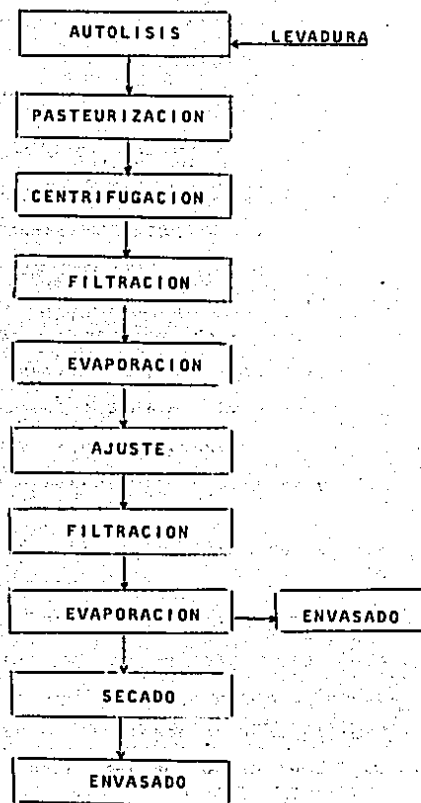 AUTOLISIS
LEVADURA
PASTEURIZACION
CENTRIFUGACION
FILTRACION
EVAPORACION
AJUSTE
FILTRACION
EVAPORACION
ENVASADO
SECADO
ENVASADO